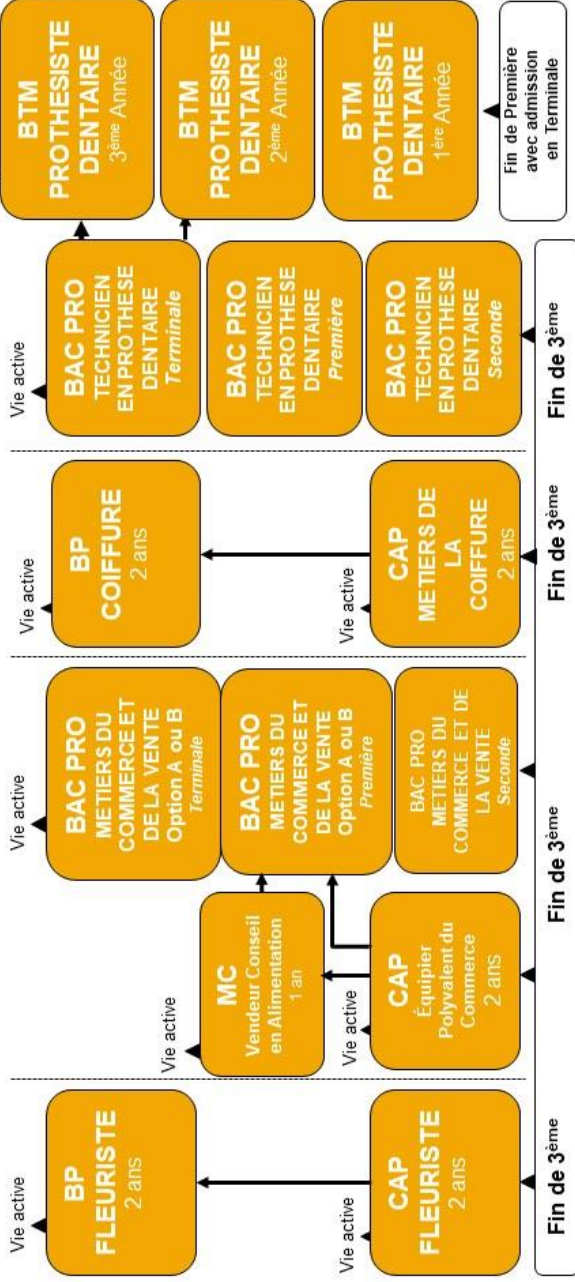 Vie active
BP
FLEURISTE
2 ans
Vie active
CAP
FLEURISTE
2 ans
Fin de 3ème
Vie active
MC
Vendeur Conseil
en Alimentation
1 an
Vie active
CAP
Équipier
Polyvalent du
Commerce
2 ans
Vie active
BAC PRO
METIERS DU
COMMERCE ET
DE LA VENTE
Option A ou B
Terminale
BAC PRO
METIERS DU
COMMERCE ET
DE LA VENTE
Option A ou B
Première
BAC PRO
METIERS DU
COMMERCE ET DE
LA VENTE
Seconde
Fin de 3ème
Vie active
BP
COIFFURE
2 ans
Vie active
CAP
METIERS DE
LA
COIFFURE
2 ans
Fin de 3ème
Vie active
BAC PRO
TECHNICIEN
EN PROTHESE
DENTAIRE
Terminale
BAC PRO
TECHNICIEN
EN PROTHESE
DENTAIRE
Première
BAC PRO
TECHNICIEN
EN PROTHESE
DENTAIRE
Seconde
Fin de 3ème
BTM
PROTHESISTE
DENTAIRE
3ème Année
BTM
PROTHESISTE
DENTAIRE
2ème Année
BTM
PROTHESISTE
DENTAIRE
1ère Année
Fin de Première
avec admission
en Terminale